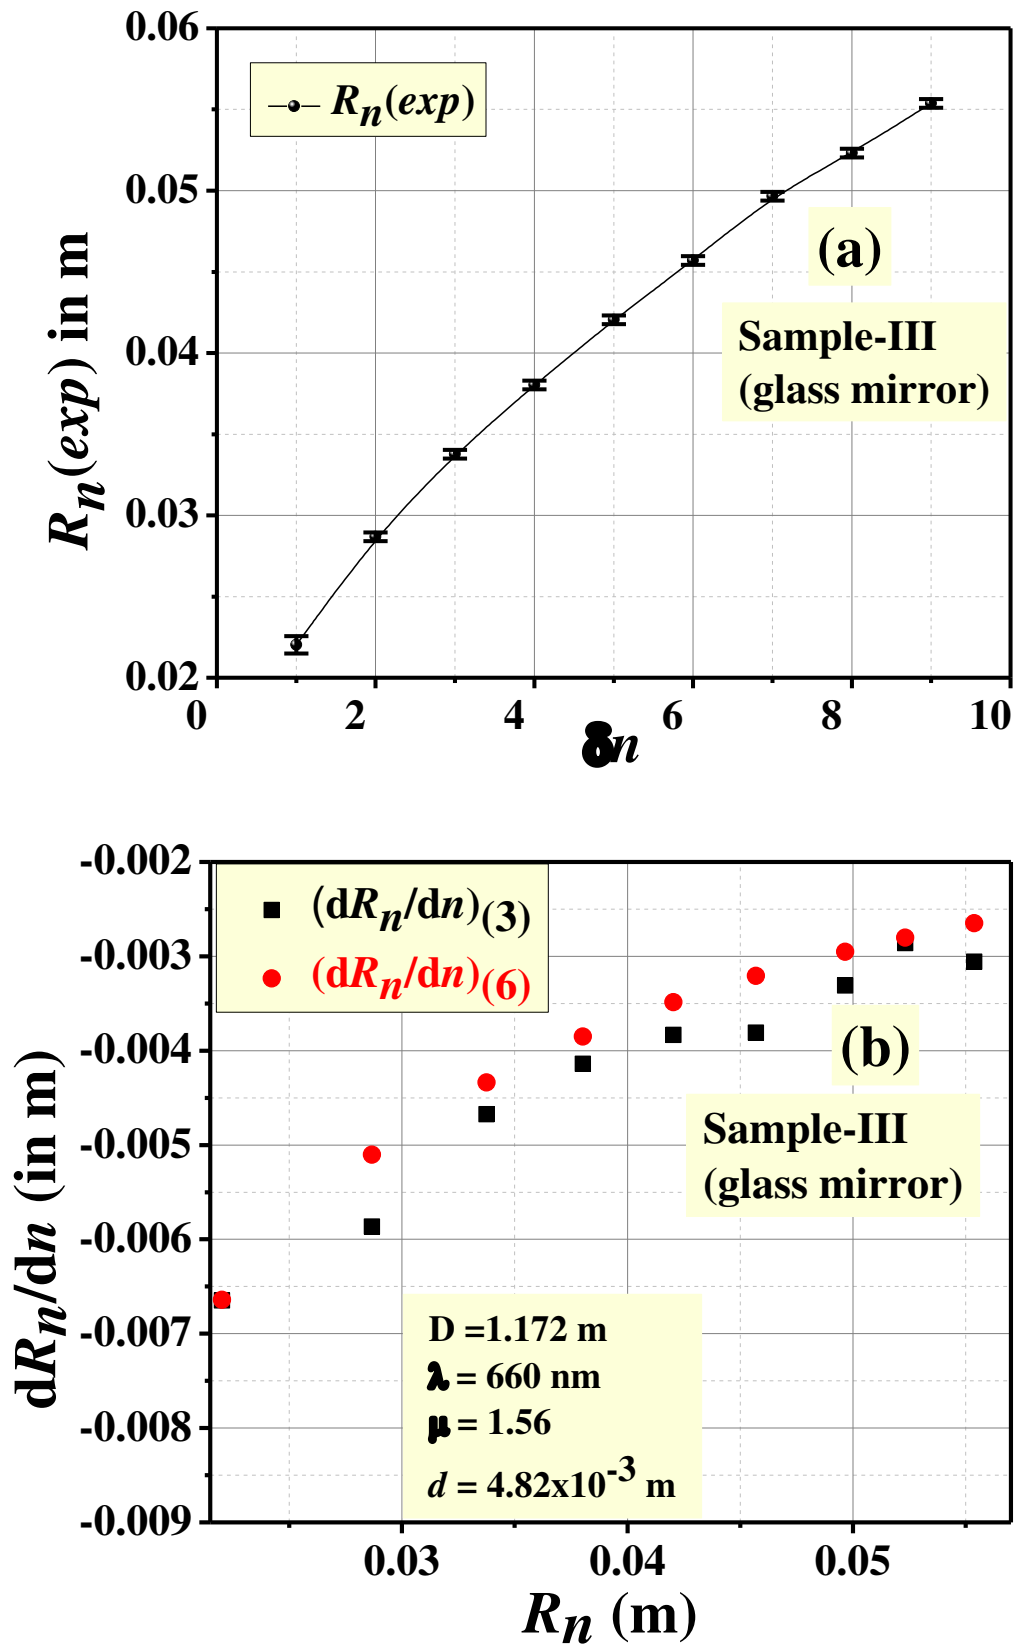 0.06
0.05
0.04
0.03
0.02
Rn(exp) in m
Rn(exp)
(a)
Sample-III
(glass mirror)
0 2 4 6 8 10
δn
-0.002
-0.003
-0.004
-0.005
-0.006
-0.007
-0.008
-0.009
dRn/dn (in m)
(dRn/dn)(3)
(dRn/dn)(6)
(b)
Sample-III
(glass mirror)
D =1.172 m
λ = 660 nm
μ = 1.56
d = 4.82x10-3 m
0.03 0.04 0.05
Rn (m)